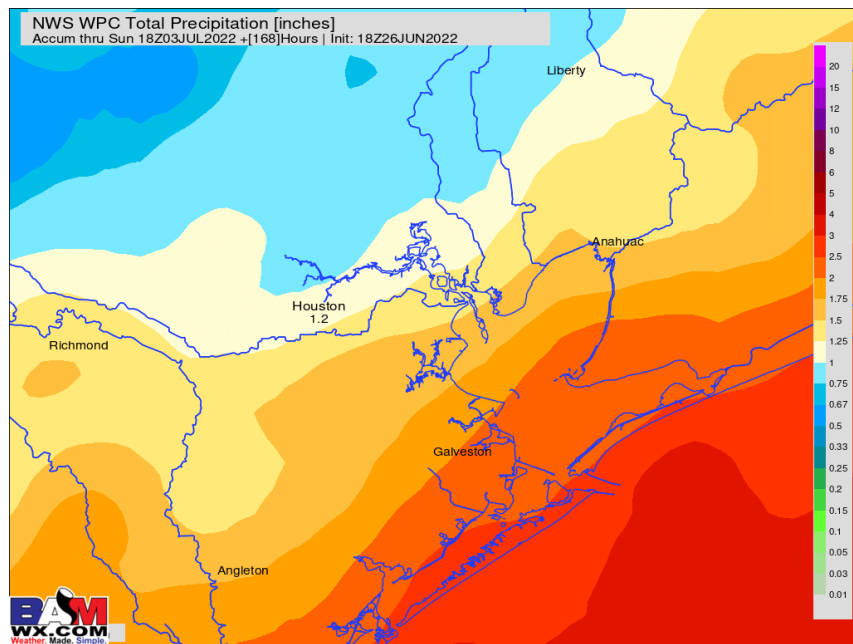 NWS WPC Total Precipitation [inches]
Accum thru Sun 18Z03JUL2022 +[168]Hours | Init: 18Z26JUN2022
Liberty
Anahuac
Houston
1.2
Richmond
Galveston
Angleton
20
15
12
10
8
6
5
4
3
2.5
2
1.75
1.5
1.25
1
0.75
0.67
0.5
0.33
0.25
0.2
0.15
0.1
0.05
0.03
0.01
BAM
WX.COM
Weather. Made. Simple.